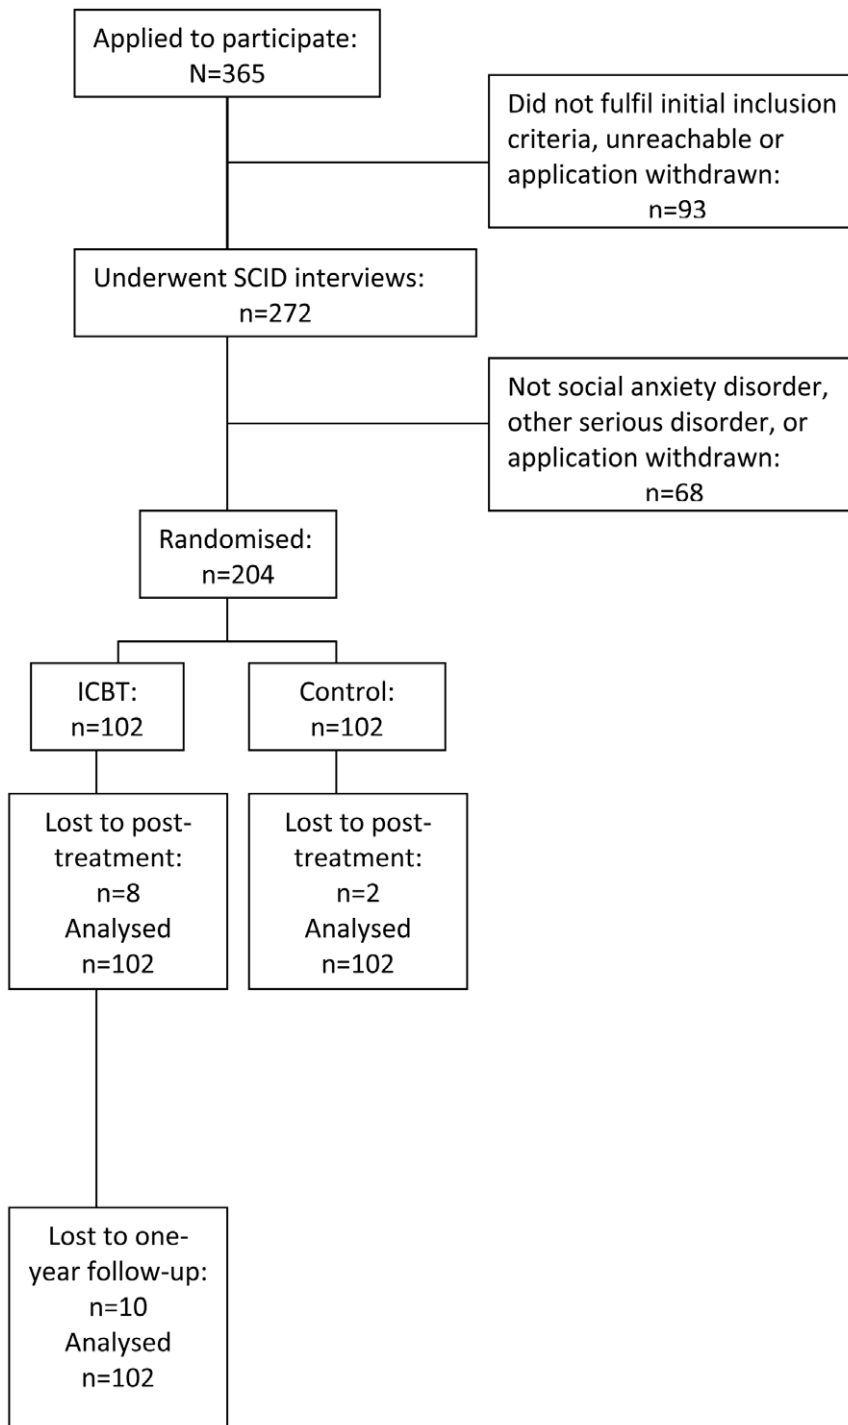 Applied to participate:
N=365
Did not fulfil initial inclusion
criteria, unreachable or
application withdrawn:
n=93
Underwent SCID interviews:
n=272
Not social anxiety disorder,
other serious disorder, or
application withdrawn:
n=68
Randomised:
n=204
ICBT:
n=102
Control:
n=102
Lost to post-
treatment:
n=8
Analysed
n=102
Lost to post-
treatment:
n=2
Analysed
n=102
Lost to one-
year follow-up:
n=10
Analysed
n=102